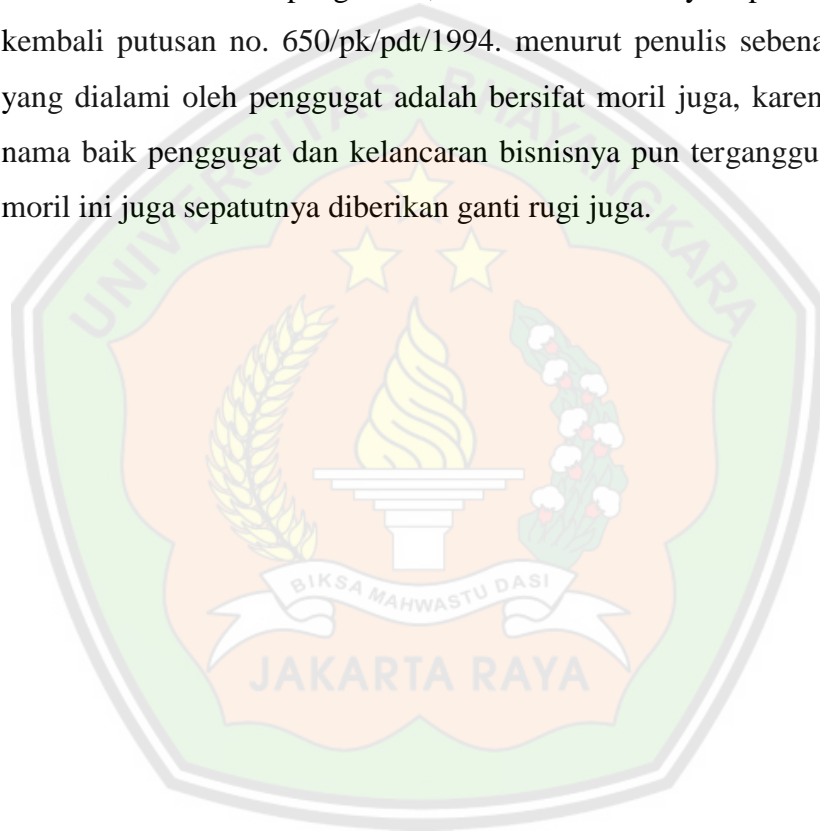 kembali putusan no. 650/pk/pdt/1994. menurut penulis
yang dialami oleh penggugat adalah bersifat moril juga,
nama baik penggugat dan kelancaran bisnisnya pun terganggu
moril ini juga sepatutnya diberikan ganti rugi juga.
UNIVERSITAS BHAYANGKARA
BIKSA MAHWASTU DASI
JAKARTA RAYA